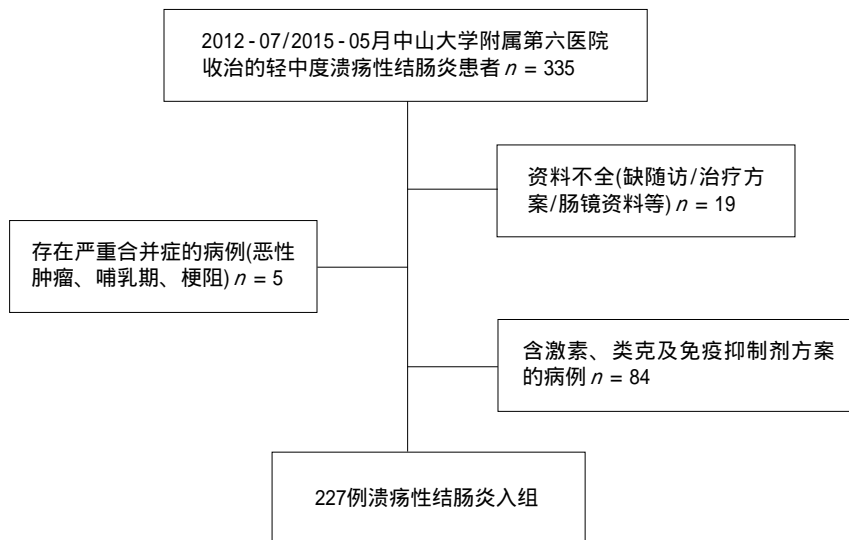 2012-07/2015-05月中山大学附属第六医院
收治的轻中度溃疡性结肠炎患者n = 335
资料不全(缺随访/治疗方
案/肠镜资料等)n = 19
存在严重合并症的病例(恶性
肿瘤、哺乳期、梗阻)n = 5
含激素、类克及免疫抑制剂方案
的病例n = 84
227例溃疡性结肠炎入组